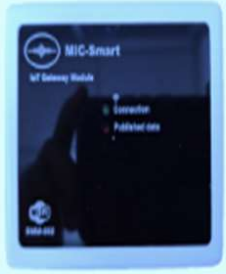 MIC-Smart
IoT Gateway Module
Connection
Published data